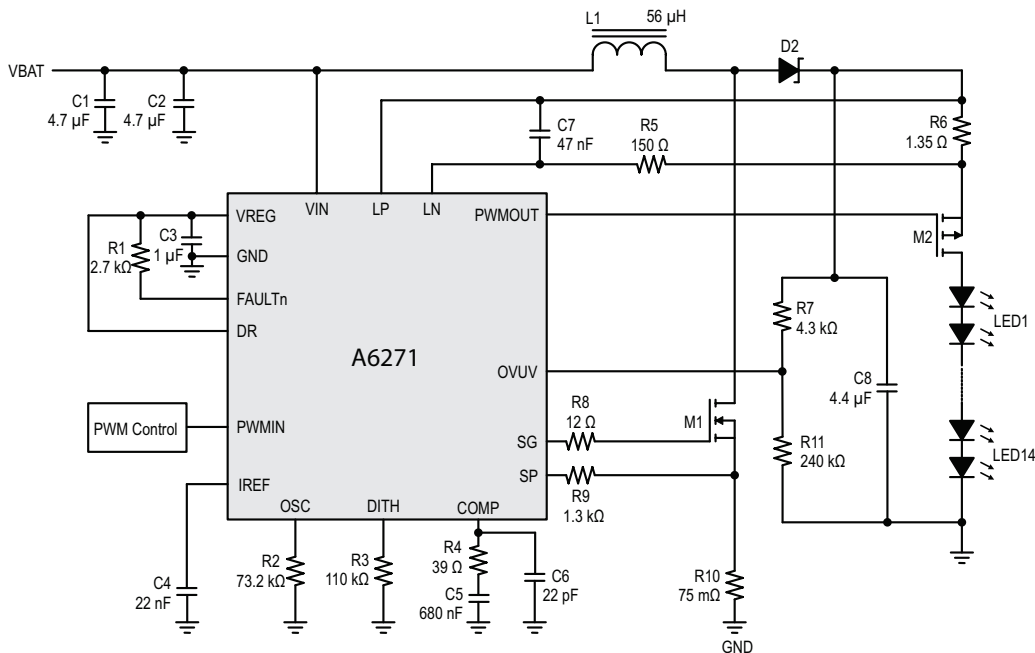 L1 56 µH
D2
VBAT
C1
4.7 µF
C2
4.7 µF
C7
47 nF
R5
150 Ω
R6
1.35 Ω
VIN LP LN
VREG
PWMOUT
M2
R1
2.7 kΩ
C3
1 µF
GND
FAULTn
DR
LED1
R7
4.3 kΩ
A6271
OVUV
C8
4.4 µF
PWM Control
PWMIN
R8
12 Ω
M1
SG
R11
240 kΩ
LED14
SP
R9
1.3 kΩ
IREF
OSC DITH COMP
R2
73.2 kΩ
R3
110 kΩ
R4
39 Ω
C4
22 nF
C5
680 nF
C6
22 pF
R10
75 mΩ
GND